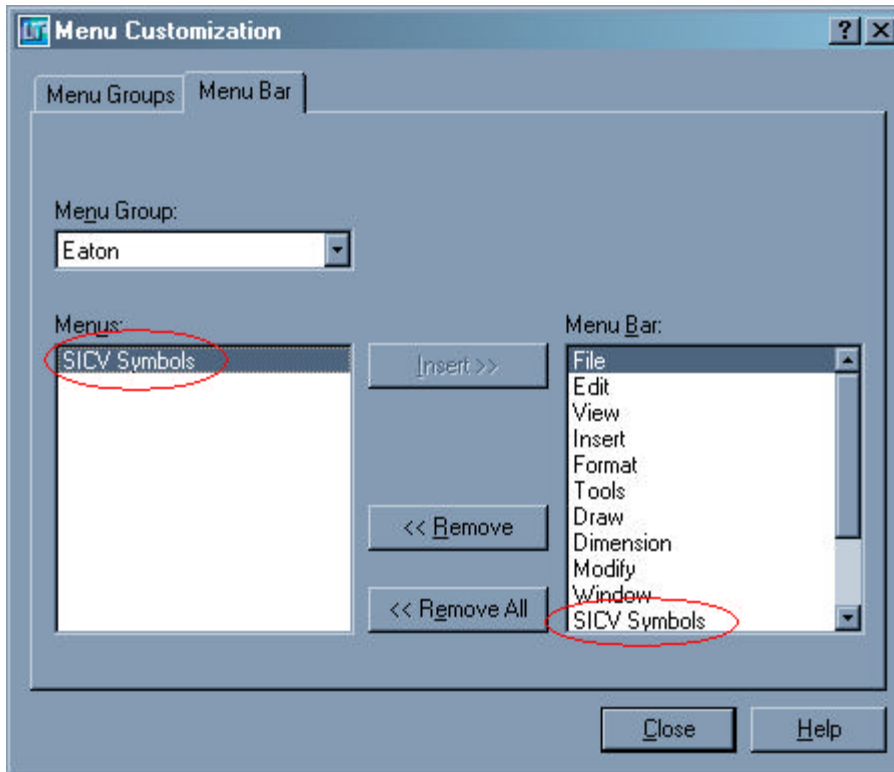 LT Menu Customization
Menu Groups
Menu Bar
Menu Group:
Eaton
Menus:
SICV Symbols
Insert >>
<< Remove
<< Remove All
Menu Bar:
File
Edit
View
Insert
Format
Tools
Draw
Dimension
Modify
Window
SICV Symbols
Close
Help